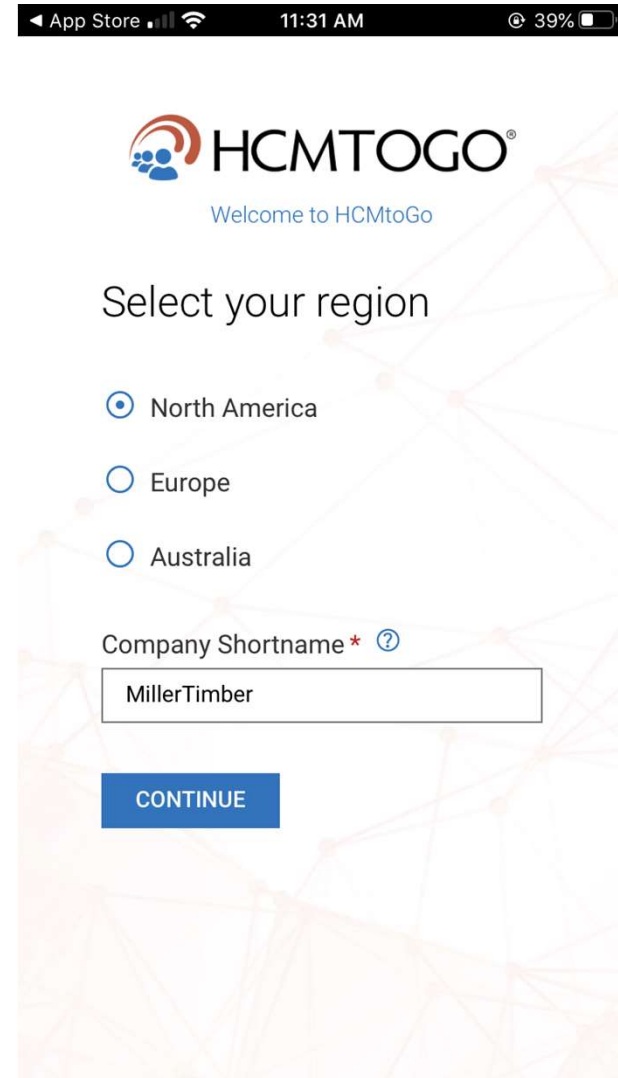 ◀ App Store 11:31 AM 39%
HCMTOGO®
Welcome to HCMtoGo
Select your region
North America
Europe
Australia
Company Shortname * ?
MillerTimber
CONTINUE